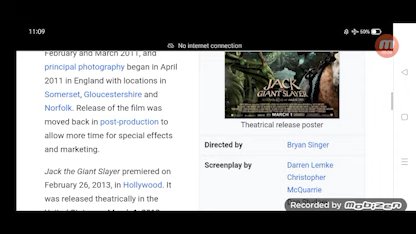 11:09
50%
No internet connection
February and March 2011, and
principal photography began in April
2011 in England with locations in
Somerset, Gloucestershire and
Norfolk. Release of the film was
moved back in post-production to
allow more time for special effects
and marketing.
Jack the Giant Slayer premiered on
February 26, 2013, in Hollywood. It
was released theatrically in the
JACK
GIANT SLAYER
MARCH 1
Theatrical release poster
Directed by
Bryan Singer
Screenplay by
Darren Lemke
Christopher
McQuarrie
Recorded by
mobizen